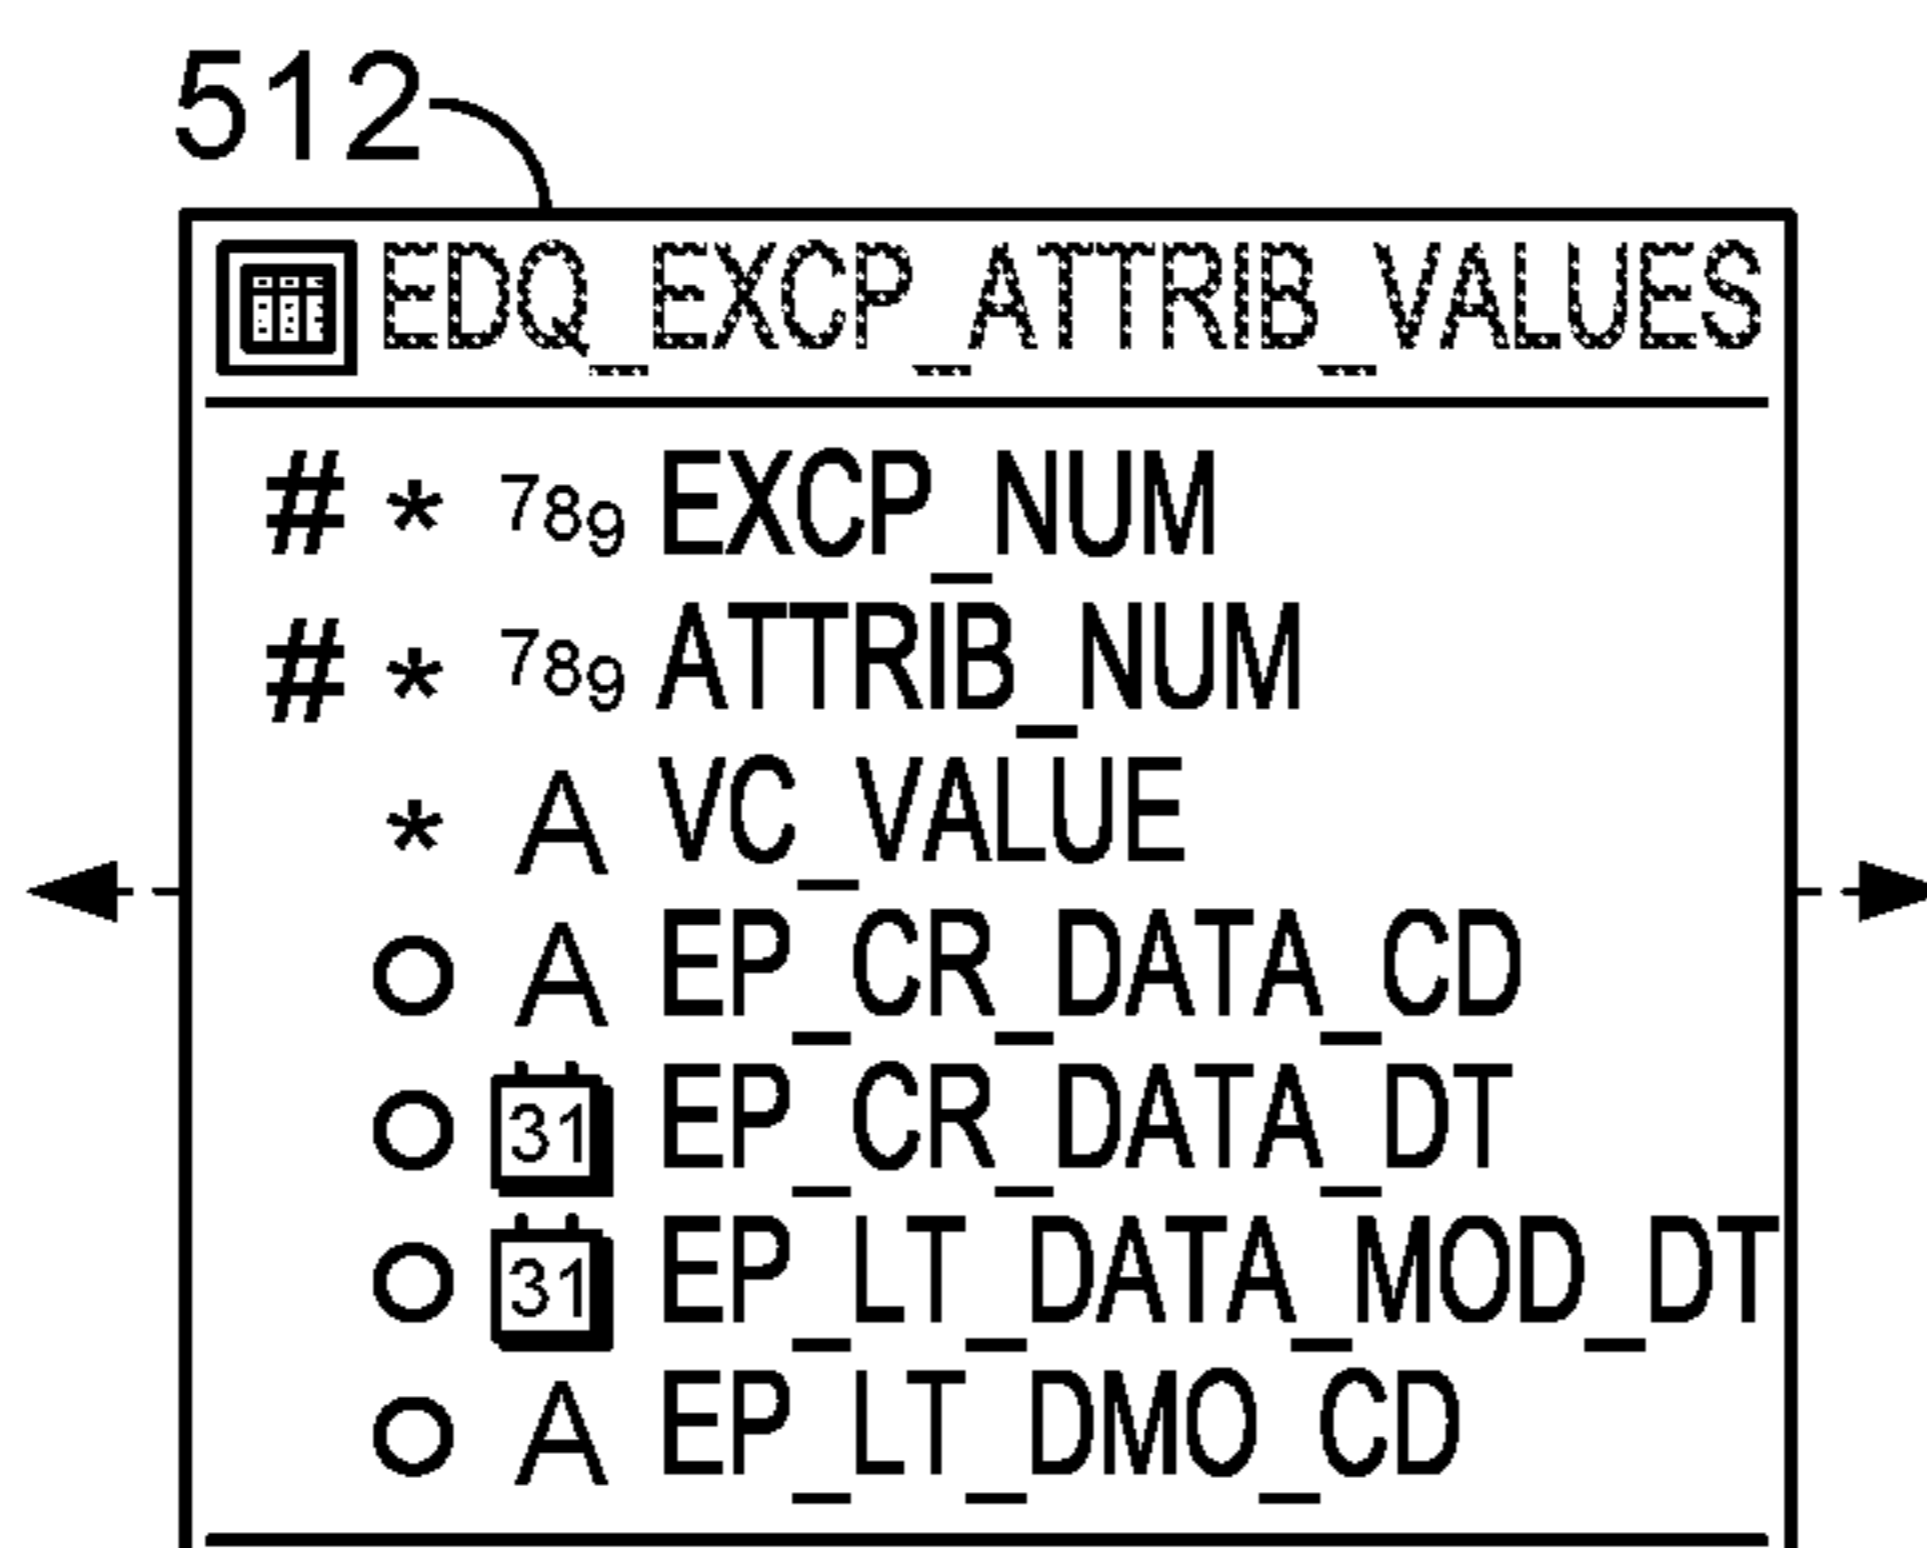 512
EDQ_EXCP_ATTRIB_VALUES
# * 789 EXCP_NUM
# * 789 ATTRIB_NUM
* A VC_VALUE
O A EP_CR_DATA_CD
O 31 EP_CR_DATA_DT
O 31 EP_LT_DATA_MOD_DT
O A EP_LT_DMO_CD